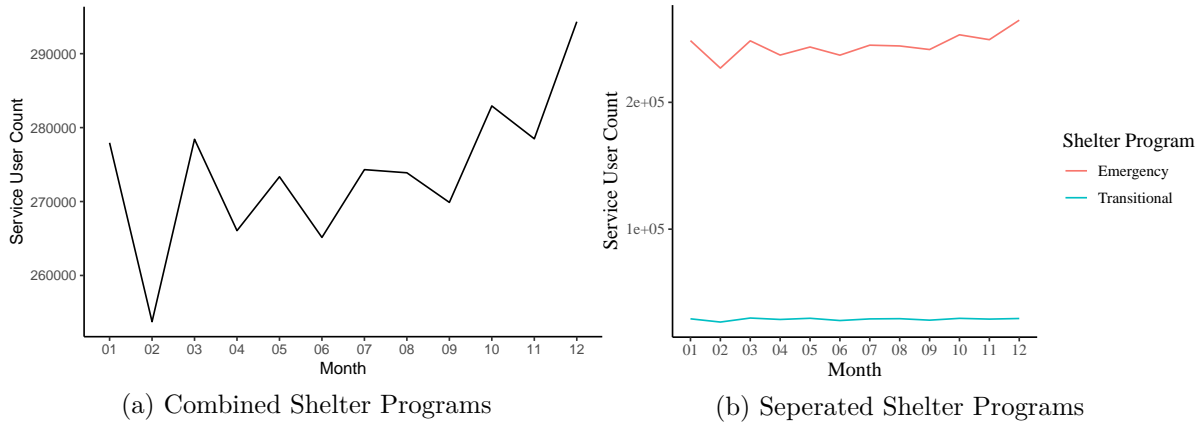 290000
280000
270000
260000
Service User Count
01 02 03 04 05 06 07 08 09 10 11 12
Month
(a) Combined Shelter Programs
2e+05
1e+05
Service User Count
01 02 03 04 05 06 07 08 09 10 11 12
Month
Shelter Program
Emergency
Transitional
(b) Seperated Shelter Programs